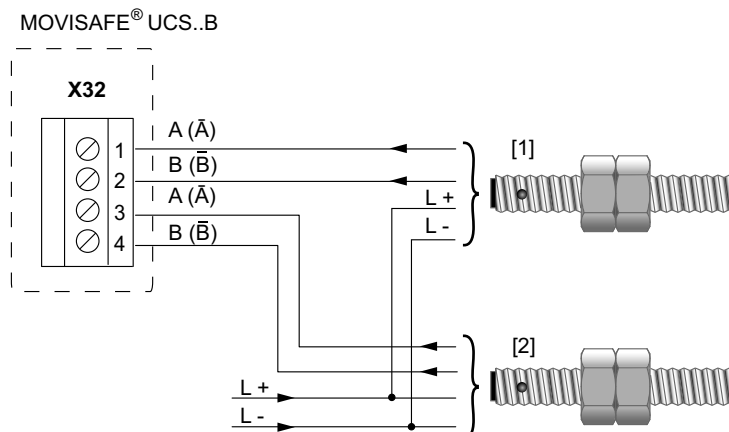 MOVISAFE® UCS..B
X32
1 A (Ā)
2 B (B̄)
3 A (Ā)
4 B (B̄)
[1]
L +
L -
[2]
L +
L -